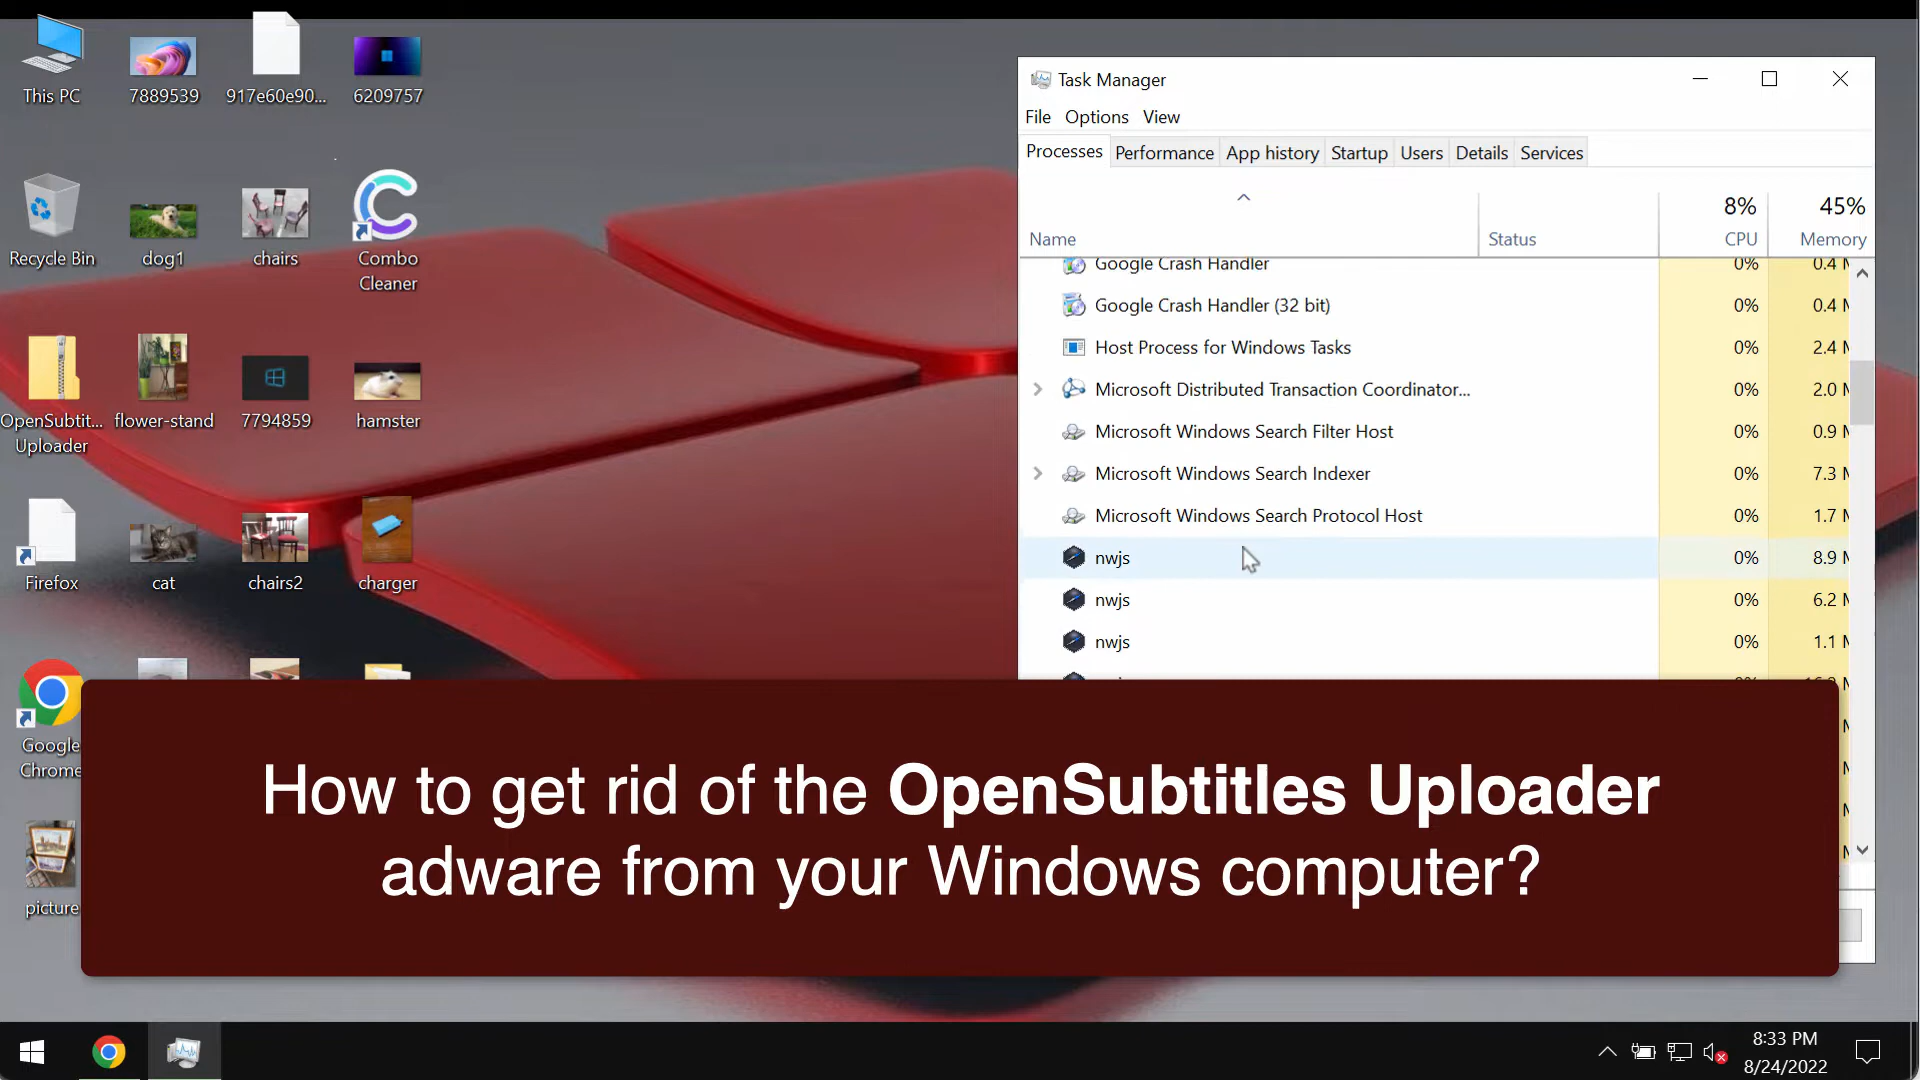 This PC
7889539
917e60e90...
6209757
Recycle Bin
dog1
chairs
Combo
Cleaner
OpenSubtit...
Uploader
flower-stand
7794859
hamster
Firefox
cat
chairs2
charger
Google
Chrome
picture
Task Manager
File Options View
Processes Performance App history Startup Users Details Services
8% 45%
Name Status CPU Memory
Google Crash Handler 0% 0.4 M
Google Crash Handler (32 bit) 0% 0.4 M
Host Process for Windows Tasks 0% 2.4 M
Microsoft Distributed Transaction Coordinator... 0% 2.0 M
Microsoft Windows Search Filter Host 0% 0.9 M
Microsoft Windows Search Indexer 0% 7.3 M
Microsoft Windows Search Protocol Host 0% 1.7 M
nwjs 0% 8.9 M
nwjs 0% 6.2 M
nwjs 0% 1.1 M
How to get rid of the OpenSubtitles Uploader
adware from your Windows computer?
8:33 PM
8/24/2022